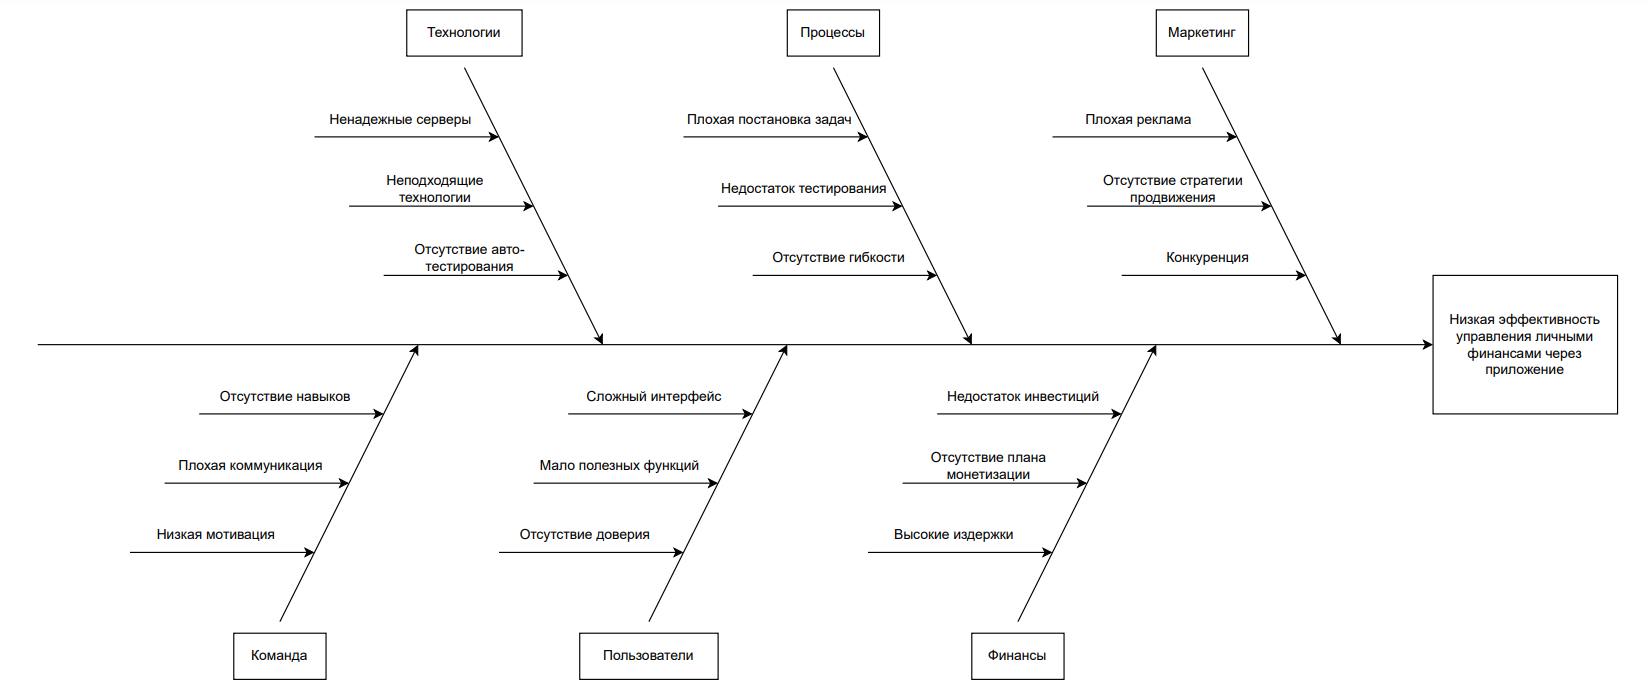 Технологии
Процессы
Маркетинг
Ненадежные серверы
Плохая постановка задач
Плохая реклама
Неподходящие
технологии
Недостаток тестирования
Отсутствие стратегии
продвижения
Отсутствие авто-
тестирования
Отсутствие гибкости
Конкуренция
Низкая эффективность
управления личными
финансами через
приложение
Отсутствие навыков
Сложный интерфейс
Недостаток инвестиций
Плохая коммуникация
Мало полезных функций
Отсутствие плана
монетизации
Низкая мотивация
Отсутствие доверия
Высокие издержки
Команда
Пользователи
Финансы